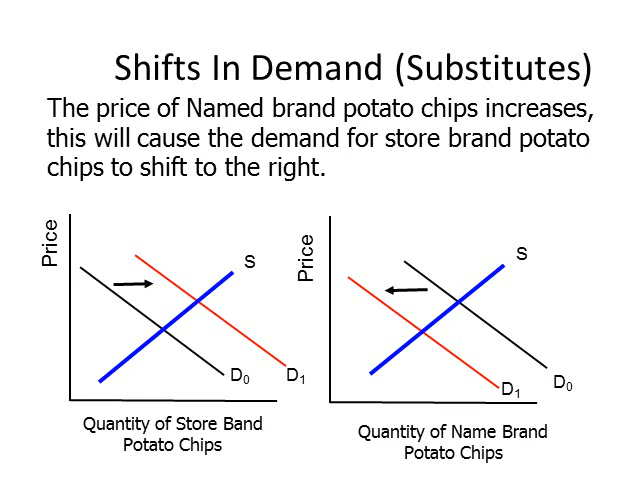 Shifts In Demand (Substitutes)
The price of Named brand potato chips increases,
this will cause the demand for store brand potato
chips to shift to the right.
Price
S
D0
D1
Quantity of Store Band
Potato Chips
Price
S
D1
D0
Quantity of Name Brand
Potato Chips